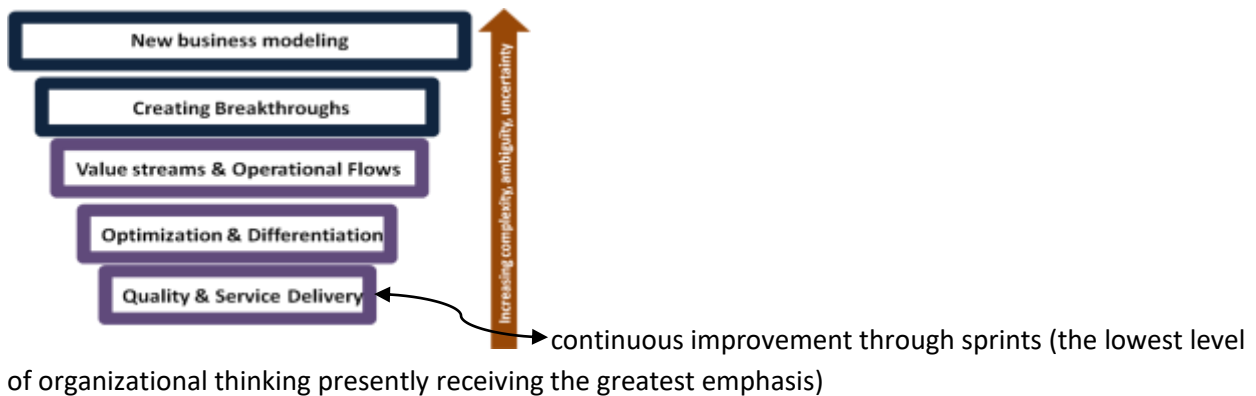 New business modeling
Creating Breakthroughs
Value streams & Operational Flows
Optimization & Differentiation
Quality & Service Delivery
Increasing complexity, ambiguity, uncertainty
continuous improvement through sprints (the lowest level
of organizational thinking presently receiving the greatest emphasis)